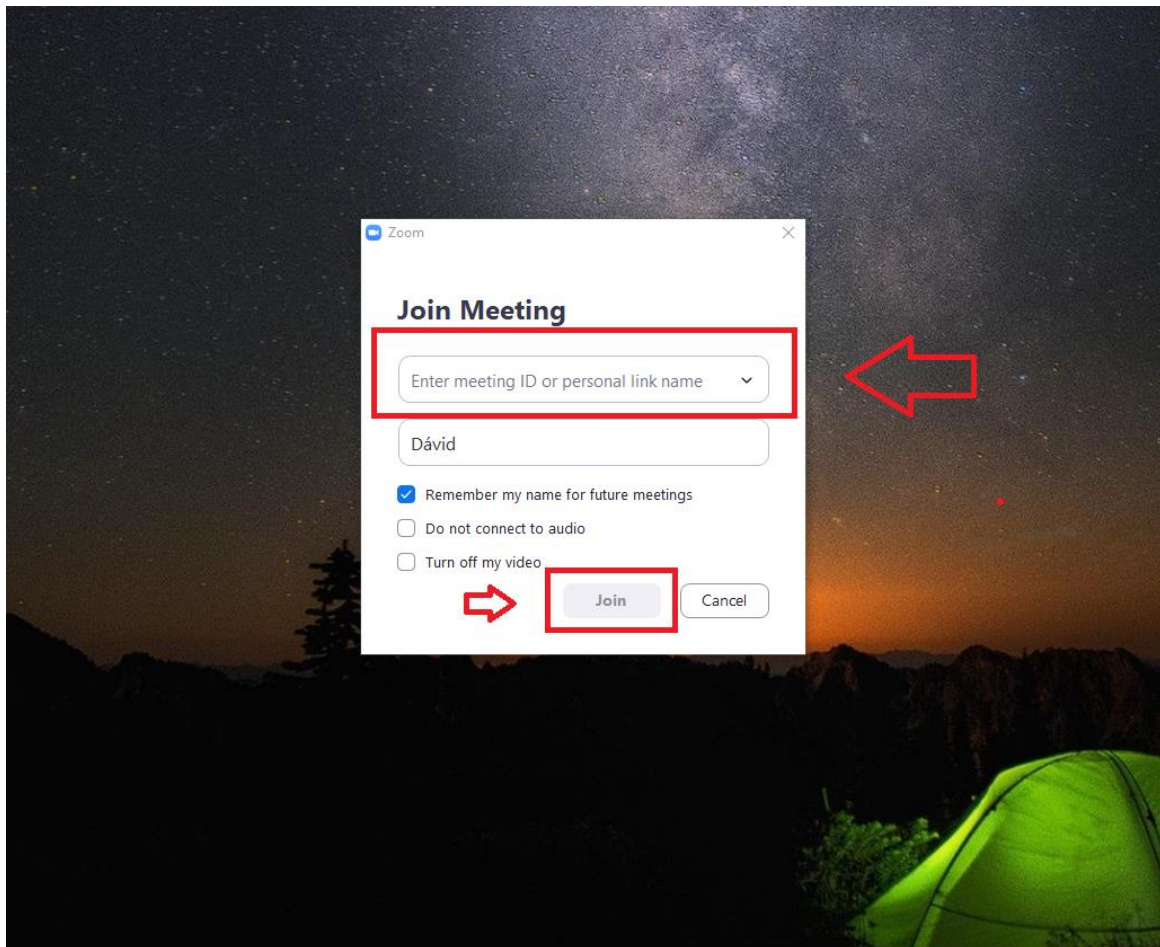 Zoom
Join Meeting
Enter meeting ID or personal link name
Dávid
Remember my name for future meetings
Do not connect to audio
Turn off my video
Join Cancel